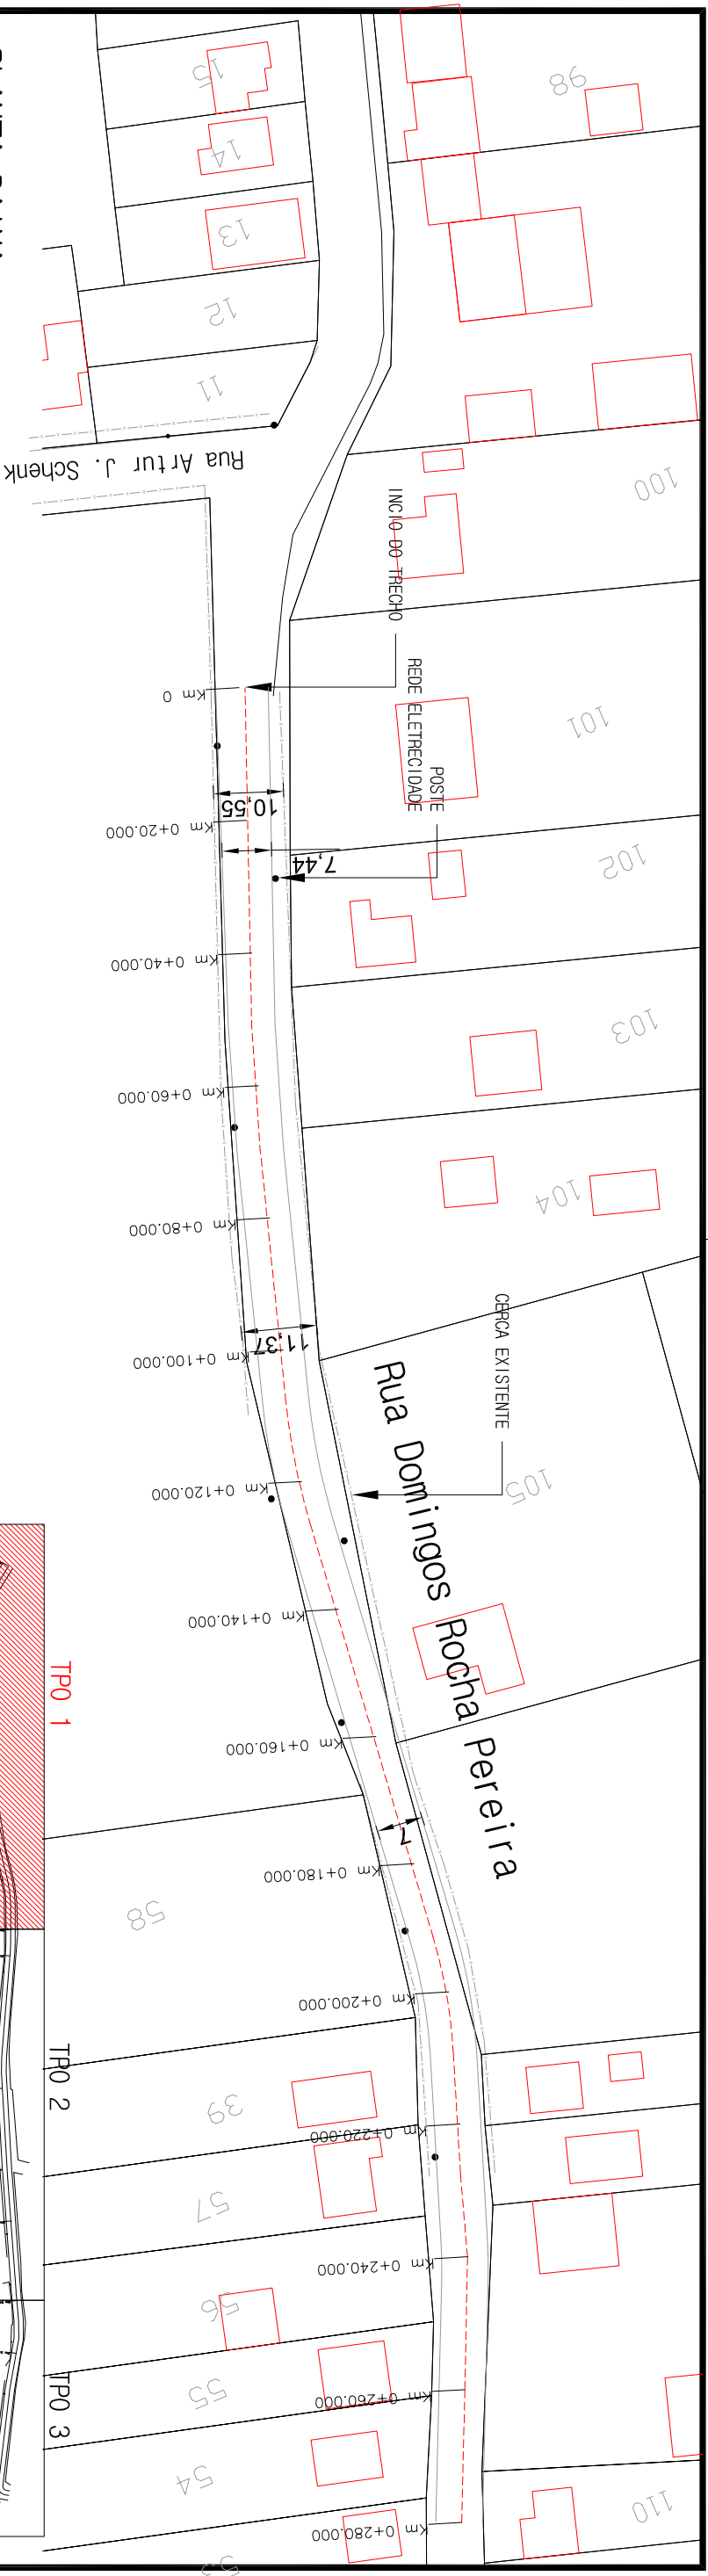 98
15
14
13
12
11
Rua Artur J. Schenk
100
INCIO DO TRECHO
101
REDE ELETRECIDADE
POSTE
Km 0
10,55
Km 0+20.000
7,44
102
Km 0+40.000
103
Km 0+60.000
104
Km 0+80.000
11,37
Km 0+100.000
CERCA EXISTENTE
105
Km 0+120.000
Rua Domingos Rocha Pereira
Km 0+140.000
Km 0+160.000
7
Km 0+180.000
58
Km 0+200.000
39
Km 0+220.000
57
Km 0+240.000
56
Km 0+260.000
55
54
Km 0+280.000
110
TPO 1
TPO 2
TPO 3